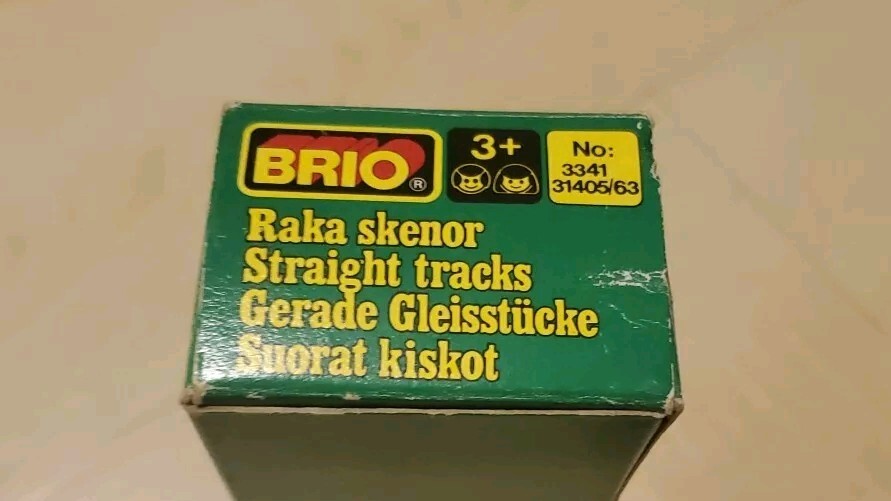 BRIO®
3+
No:
3341
31405/63
Raka skenor
Straight tracks
Gerade Gleisstücke
Suorat kiskot